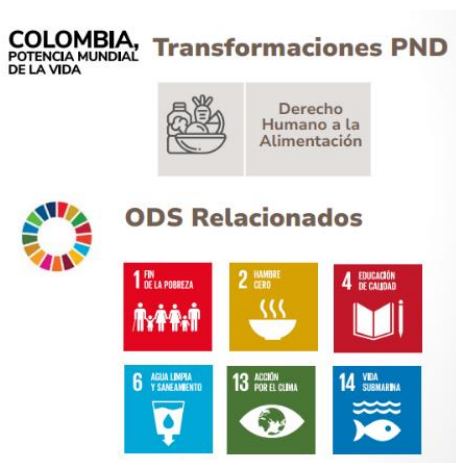 COLOMBIA,
POTENCIA MUNDIAL
DE LA VIDA
Transformaciones PND
Derecho
Humano a la
Alimentación
ODS Relacionados
1 FIN
DE LA POBREZA
2 HAMBRE
CERO
4 EDUCACIÓN
DE CALIDAD
6 AGUA LIMPIA
Y SANEAMIENTO
13 ACCIÓN
POR EL CLIMA
14 VIDA
SUBMARINA